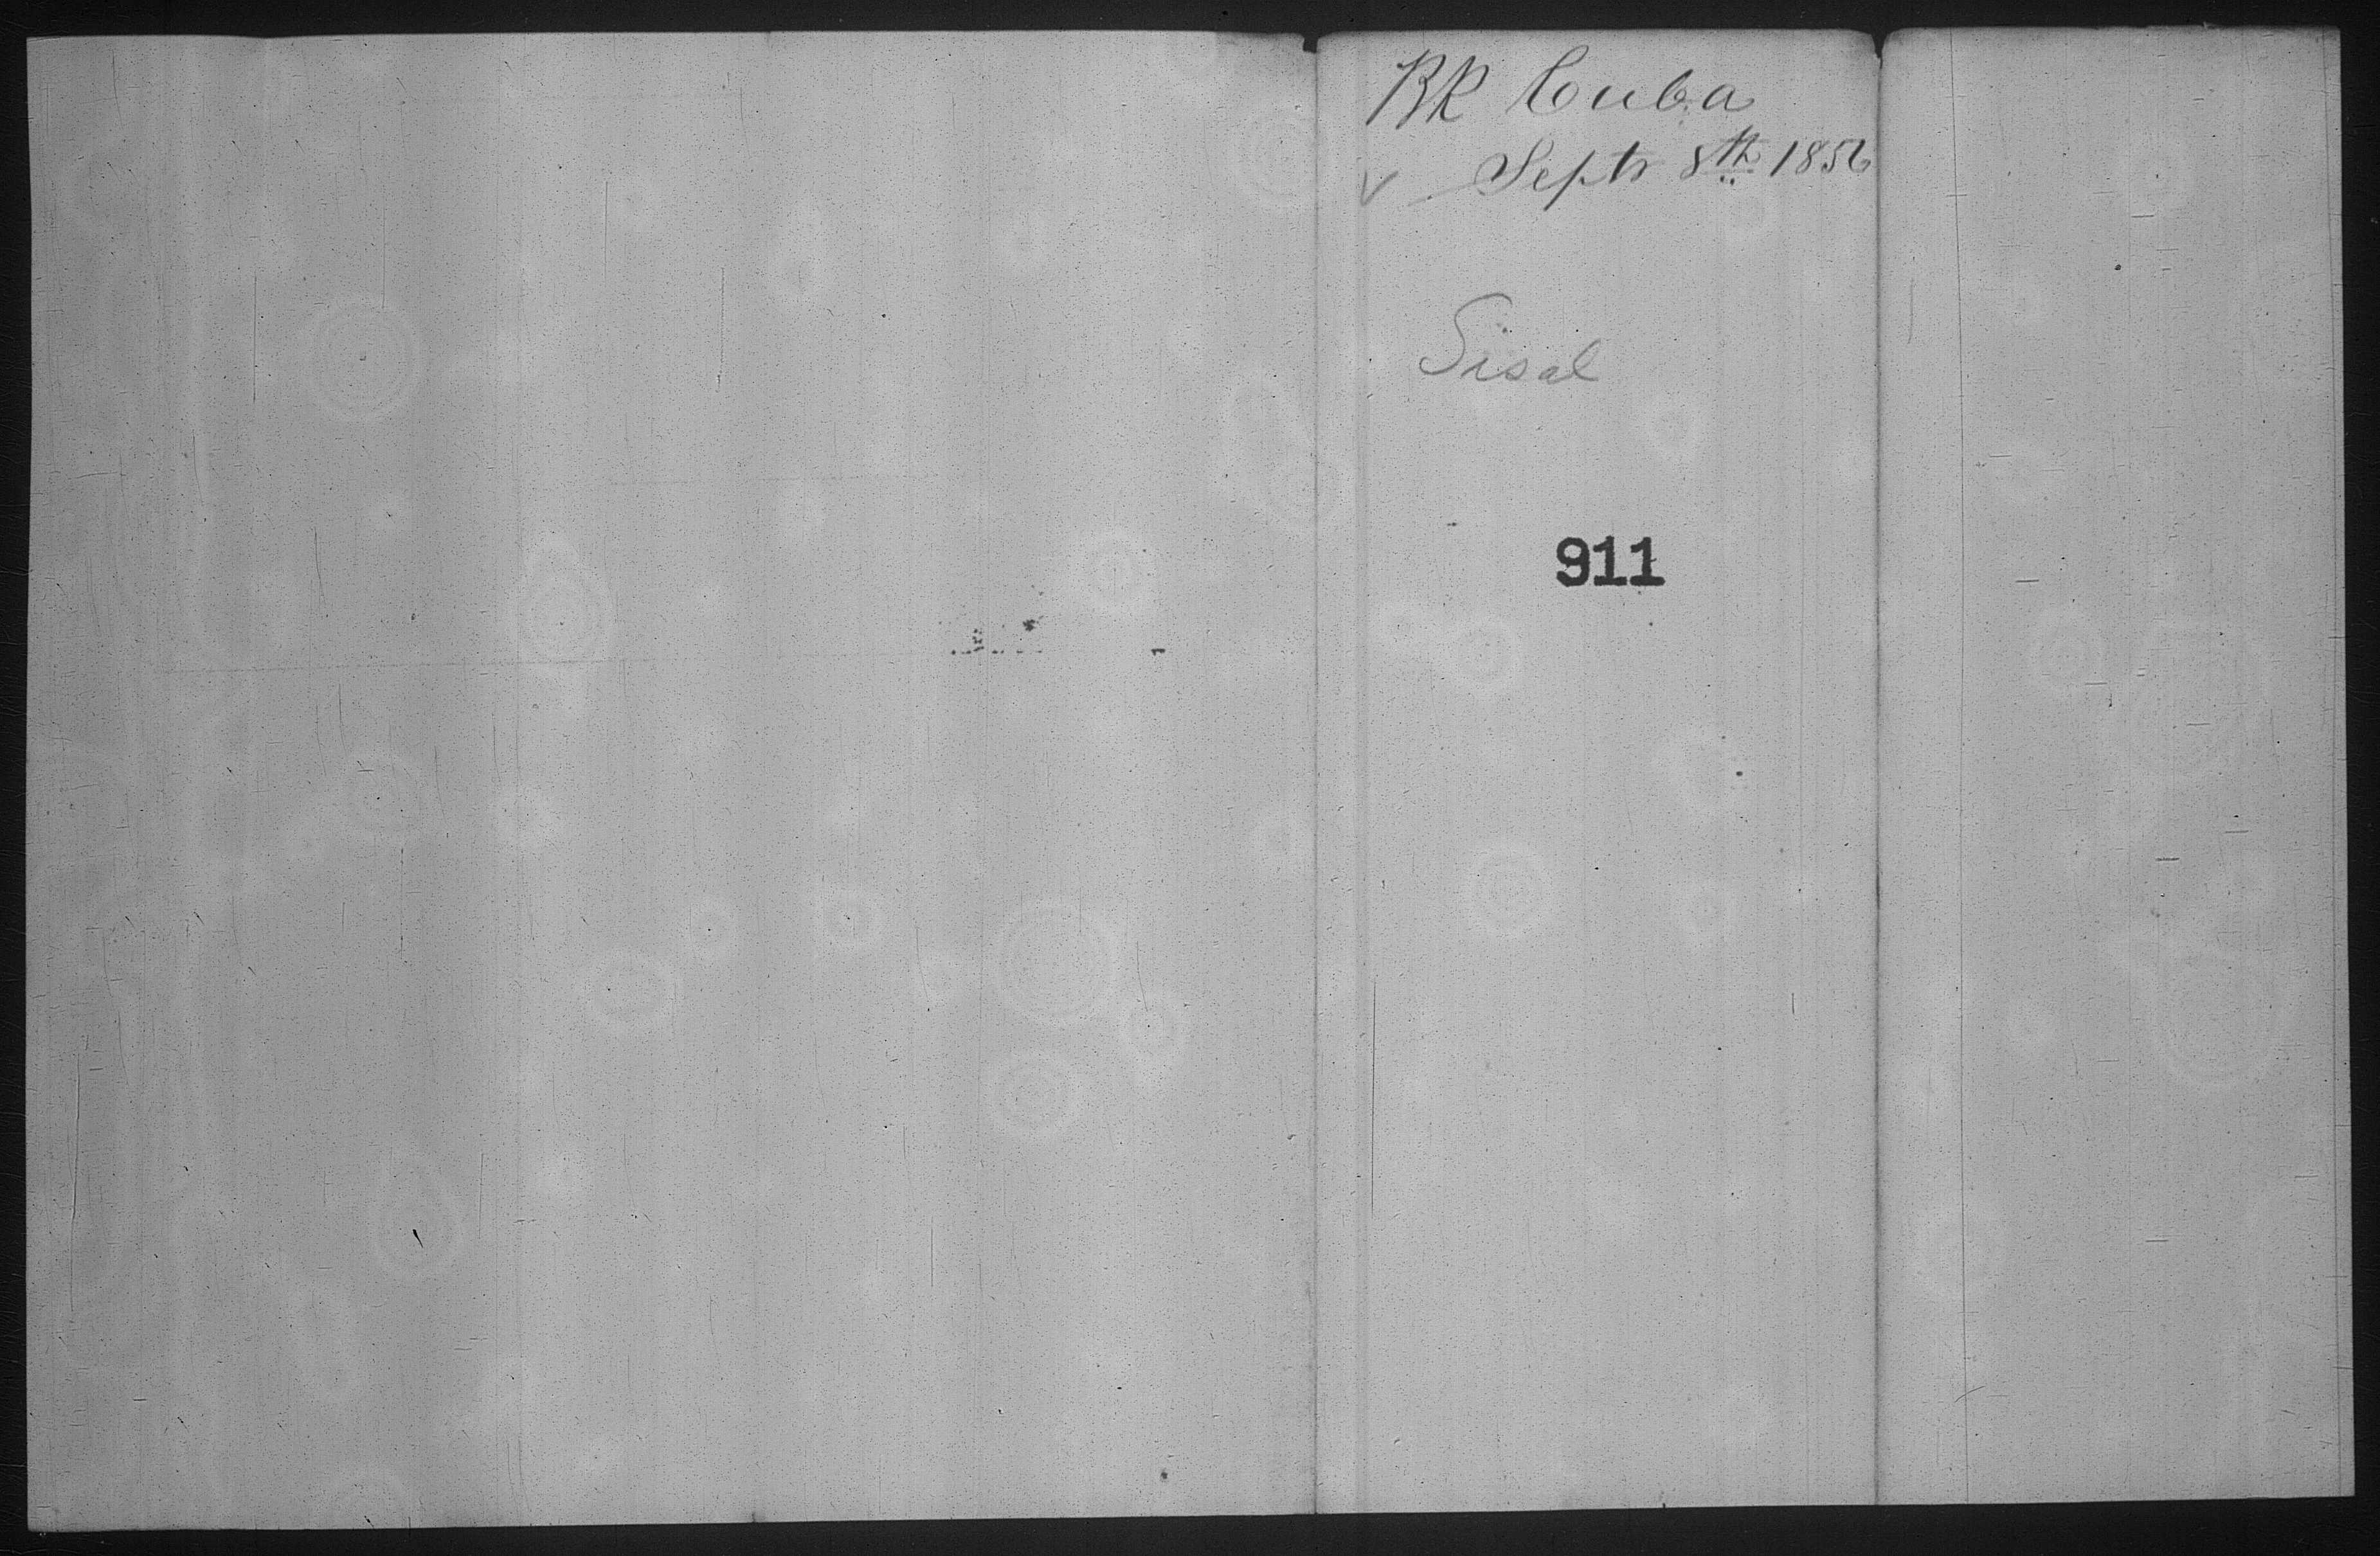 BK Cuba
✓ Septr 8th 1856
Sisal
911